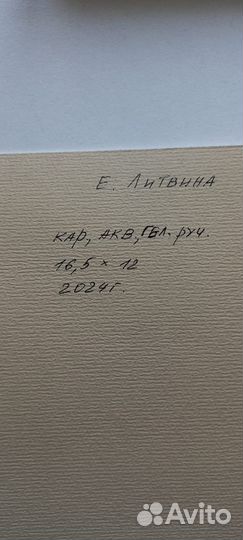 Е. ЛИТВИНА
КАР, АКВ, ГЕЛ. РУЧ.
16,5 × 12
2024г.
Avito